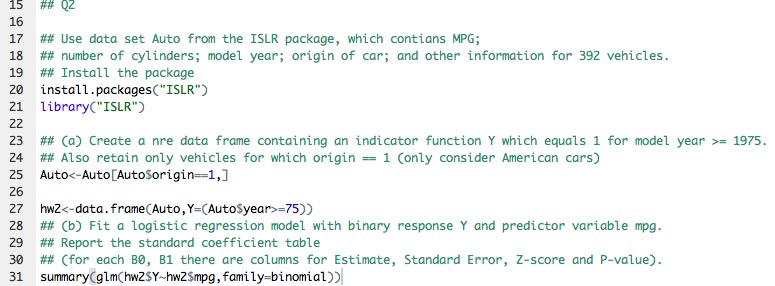 15 ## Q2
16
17 ## Use data set Auto from the ISLR package, which contians MPG;
18 ## number of cylinders; model year; origin of car; and other information for 392 vehicles.
19 ## Install the package
20 install.packages("ISLR")
21 library("ISLR")
22
23 ## (a) Create a nre data frame containing an indicator function Y which equals 1 for model year >= 1975.
24 ## Also retain only vehicles for which origin == 1 (only consider American cars)
25 Auto<-Auto[Auto$origin==1,]
26
27 hw2<-data.frame(Auto,Y=(Auto$year>=75))
28 ## (b) Fit a logistic regression model with binary response Y and predictor variable mpg.
29 ## Report the standard coefficient table
30 ## (for each B0, B1 there are columns for Estimate, Standard Error, Z-score and P-value).
31 summary(glm(hw2$Y~hw2$mpg,family=binomial))